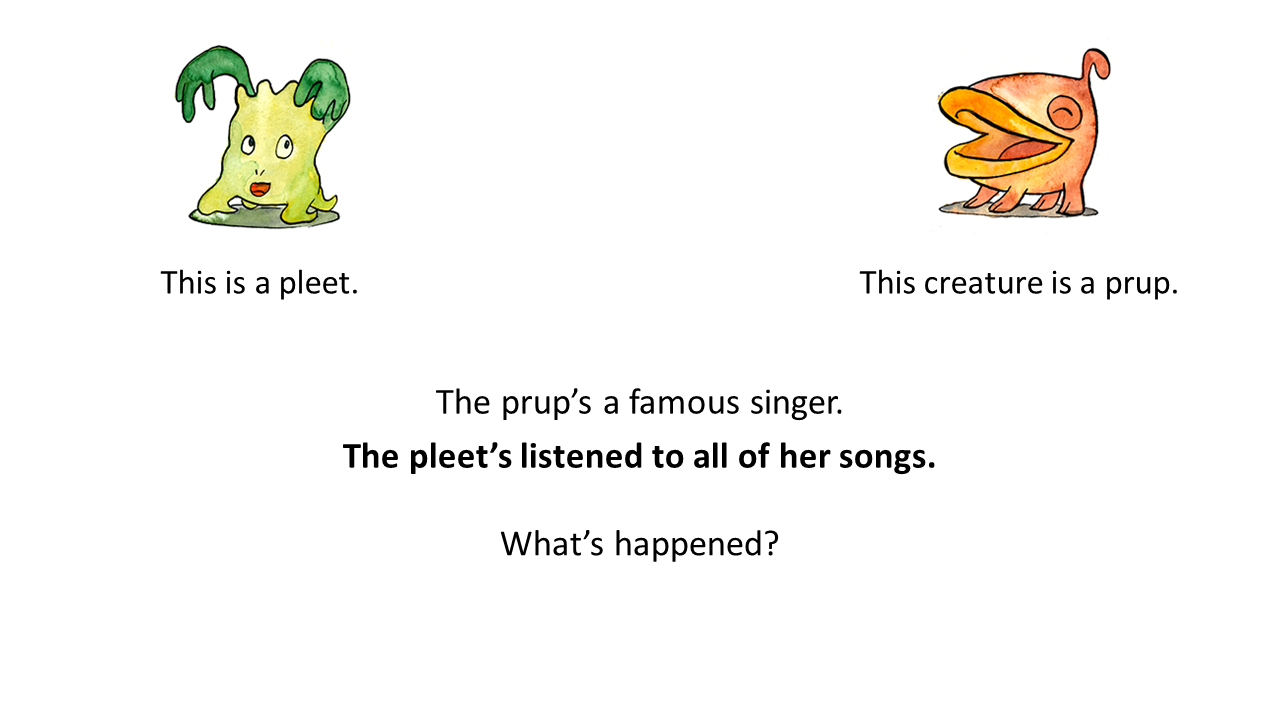 This is a pleet.
This creature is a prup.
The prup’s a famous singer.
The pleet’s listened to all of her songs.
What’s happened?